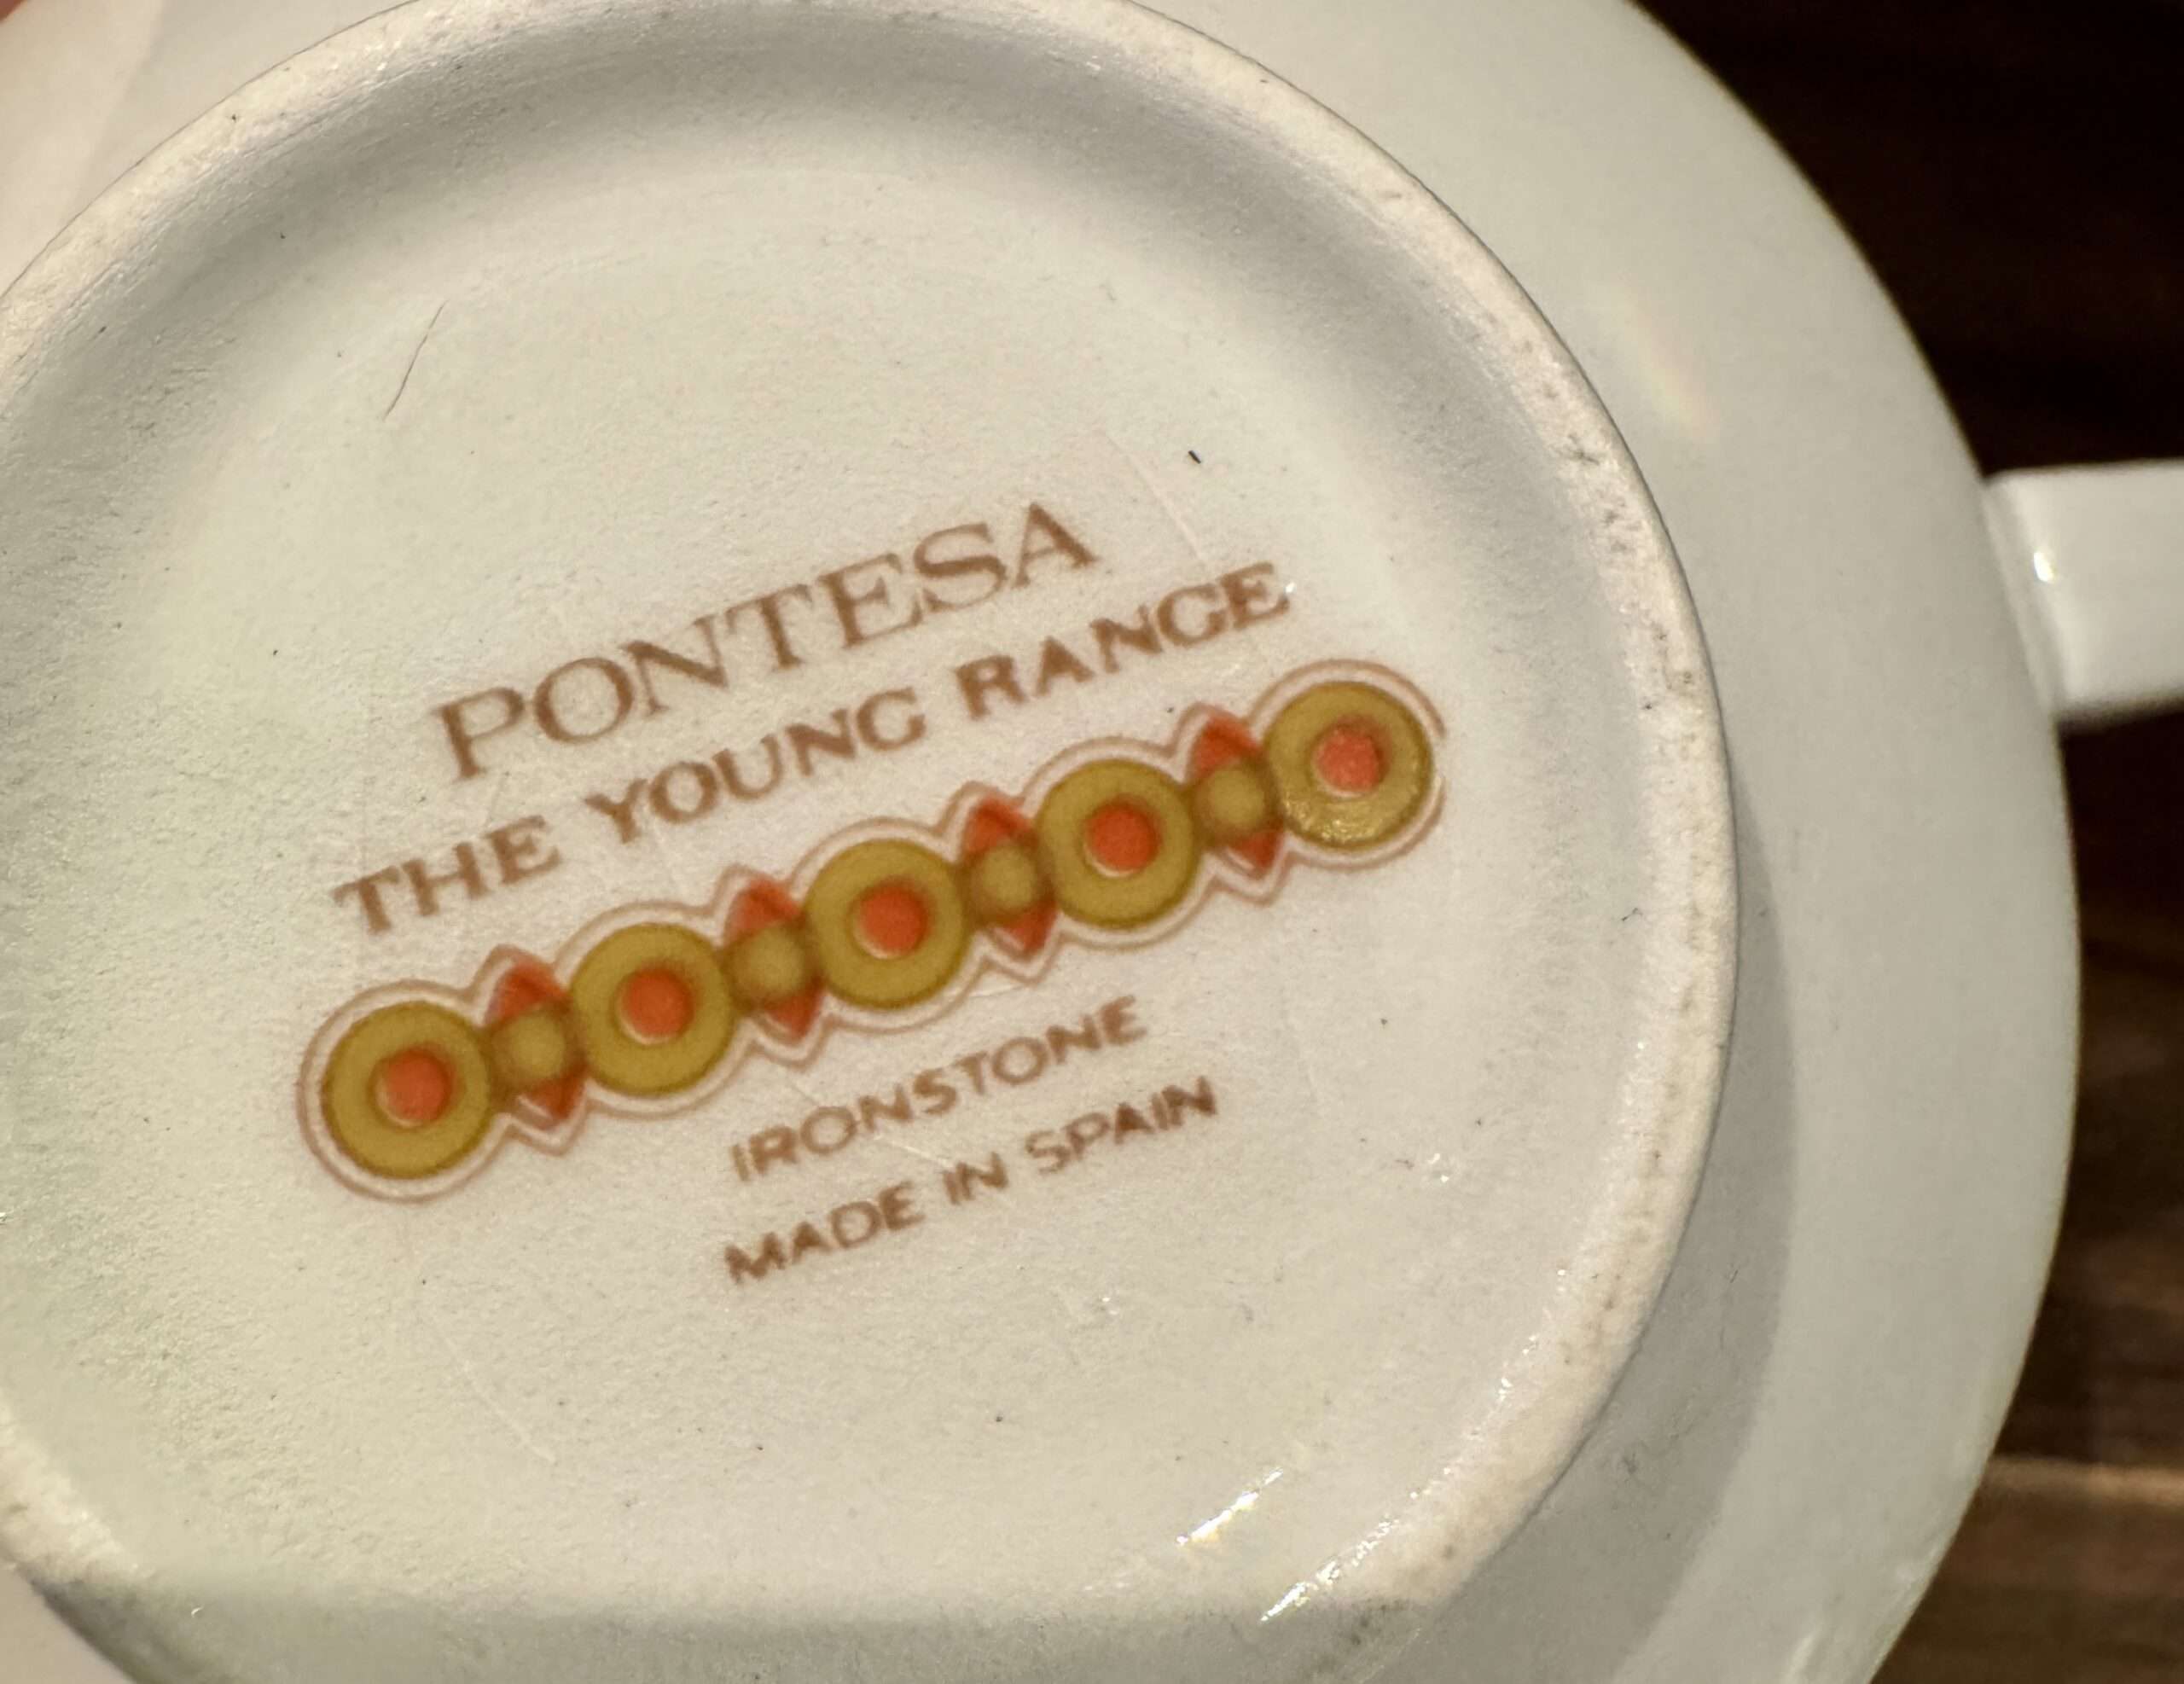 PONTESA
THE YOUNG RANGE
IRONSTONE
MADE IN SPAIN